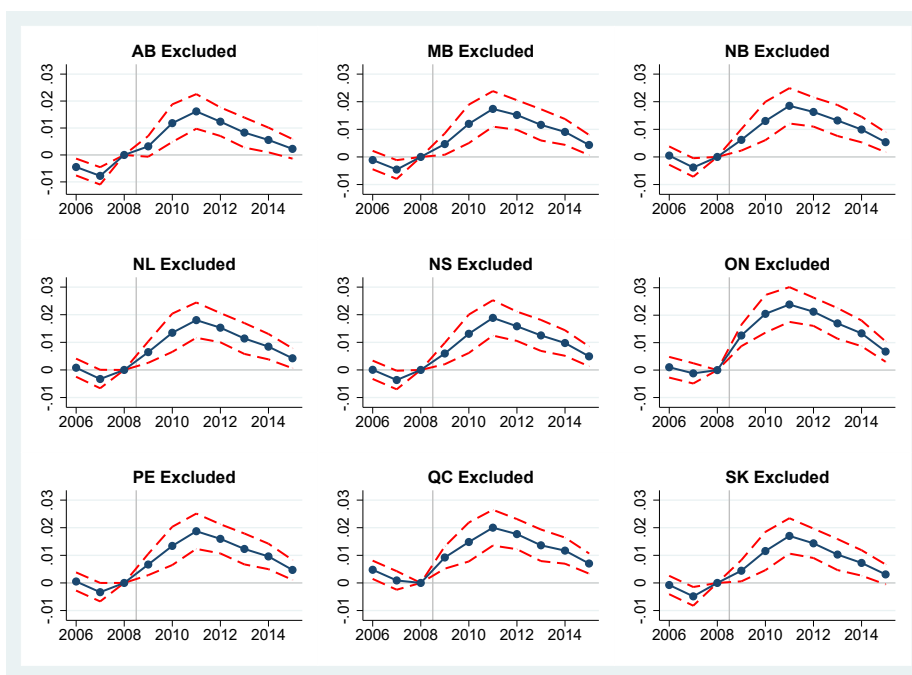 AB Excluded
-.01 0 .01 .02 .03
2006 2008 2010 2012 2014
MB Excluded
-.01 0 .01 .02 .03
2006 2008 2010 2012 2014
NB Excluded
-.01 0 .01 .02 .03
2006 2008 2010 2012 2014
NL Excluded
-.01 0 .01 .02 .03
2006 2008 2010 2012 2014
NS Excluded
-.01 0 .01 .02 .03
2006 2008 2010 2012 2014
ON Excluded
-.01 0 .01 .02 .03
2006 2008 2010 2012 2014
PE Excluded
-.01 0 .01 .02 .03
2006 2008 2010 2012 2014
QC Excluded
-.01 0 .01 .02 .03
2006 2008 2010 2012 2014
SK Excluded
-.01 0 .01 .02 .03
2006 2008 2010 2012 2014